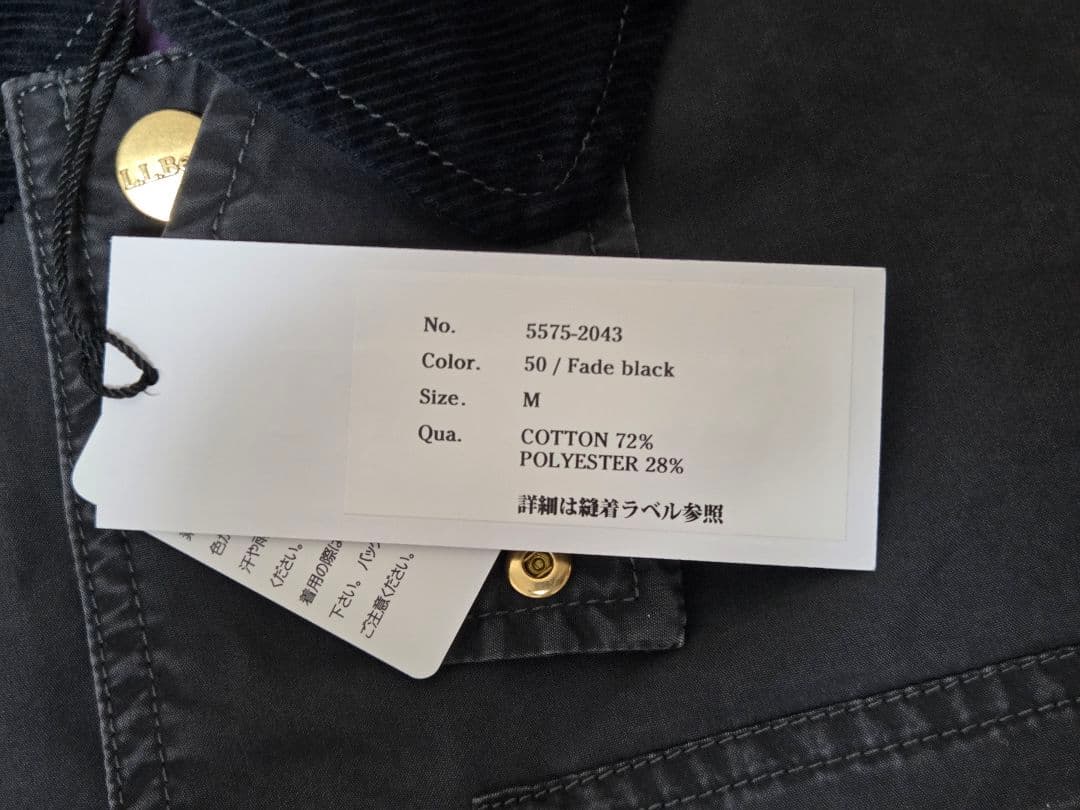 L.L.Be
No. 5575-2043
Color. 50 / Fade black
Size. M
Qua. COTTON 72%
POLYESTER 28%
詳細は縫着ラベル参照
色
汗や
ください。
着用の際は
下さい。バッ
ご注意ください。